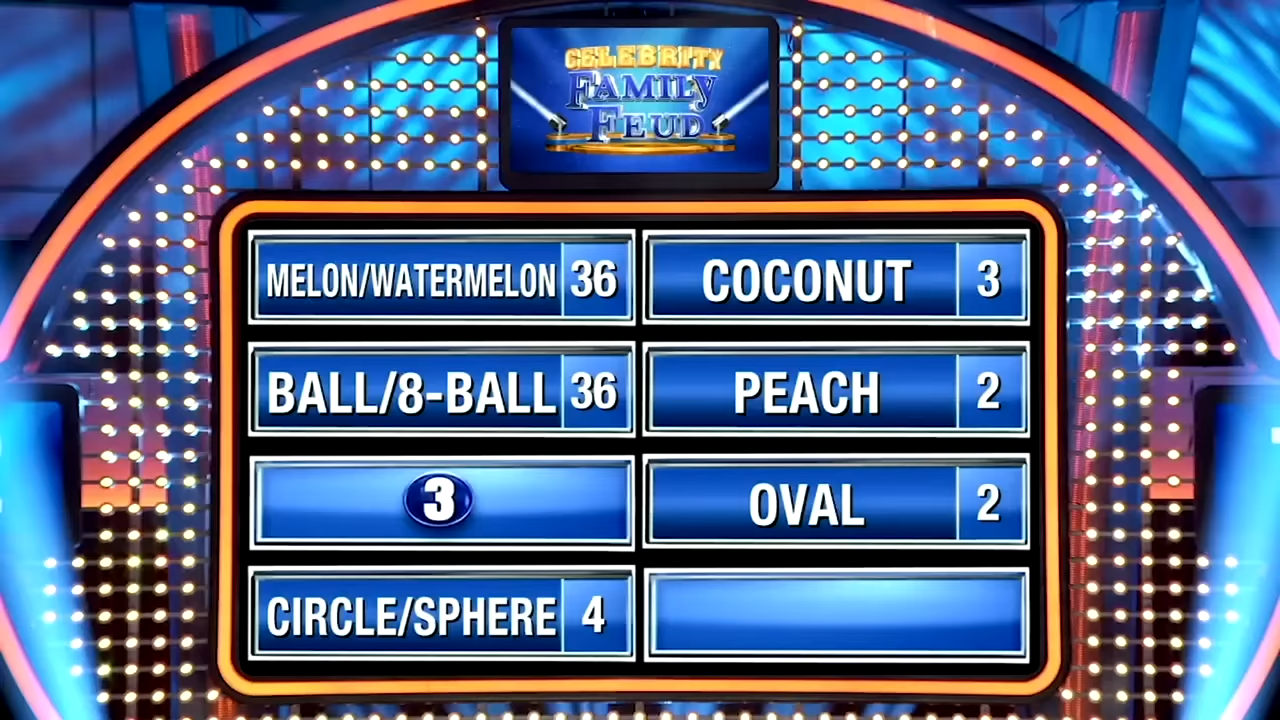 CELEBRITY
FAMILY
FEUD
MELON/WATERMELON 36
BALL/8-BALL 36
3
CIRCLE/SPHERE 4
COCONUT 3
PEACH 2
OVAL 2